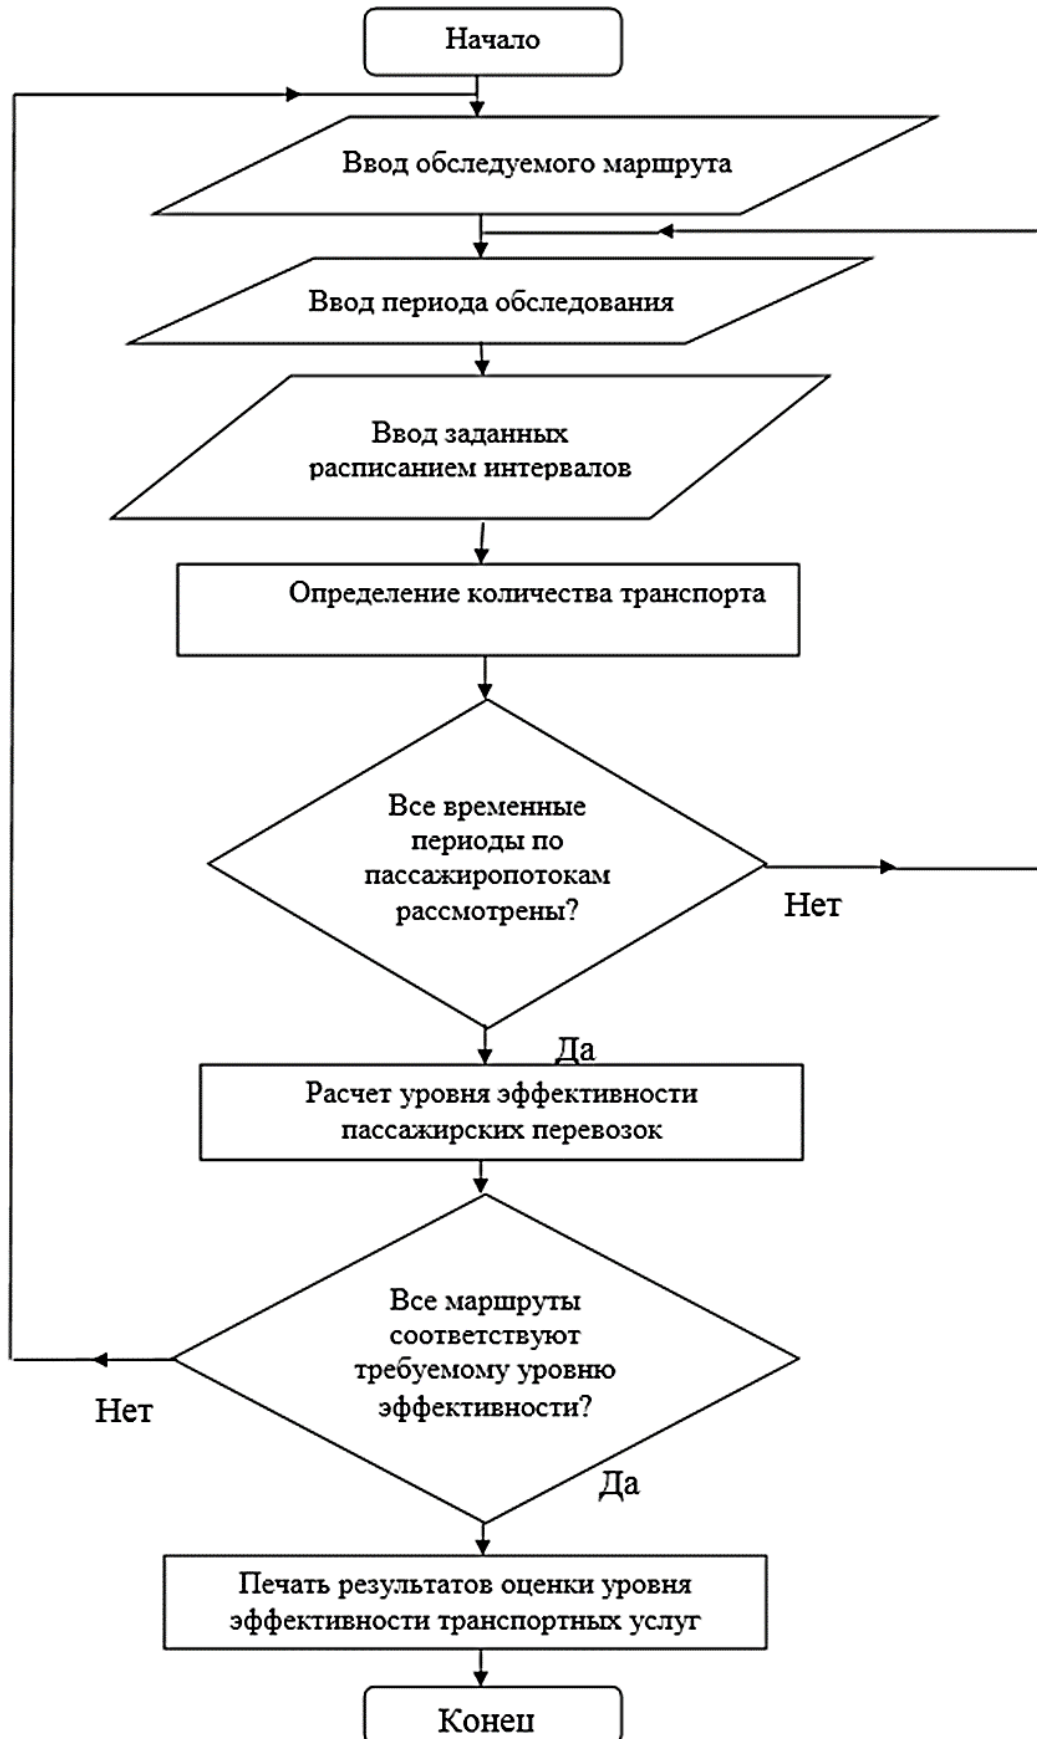 Начало
Ввод обследуемого маршрута
Ввод периода обследования
Ввод заданных
расписанием интервалов
Определение количества транспорта
Все временные
периоды по
пассажиропотокам
рассмотрены?
Нет
Да
Расчет уровня эффективности
пассажирских перевозок
Все маршруты
соответствуют
требуемому уровню
эффективности?
Нет
Да
Печать результатов оценки уровня
эффективности транспортных услуг
Конец